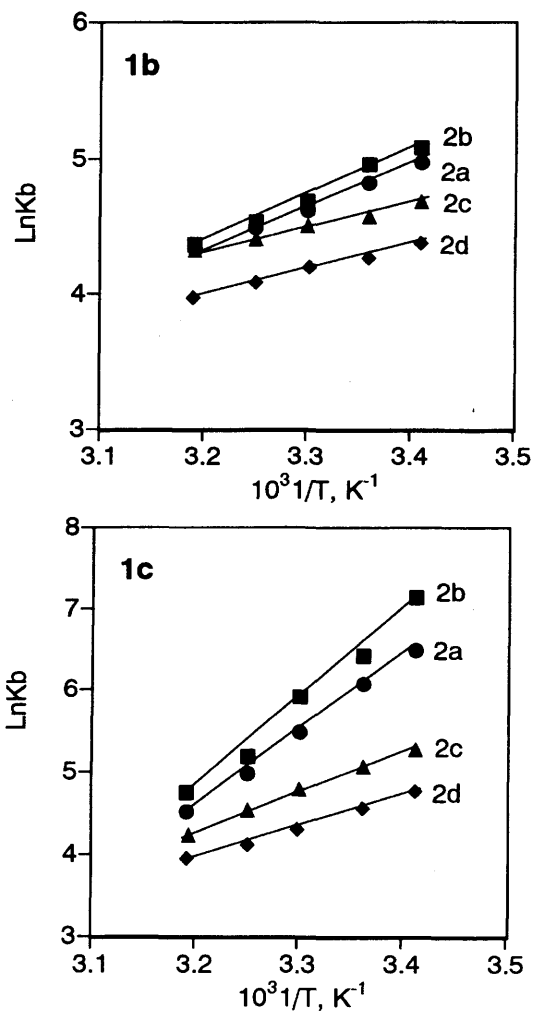 6
1b
2b
5
2a
LnKb
2c
2d
4
3
3.1 3.2 3.3 3.4 3.5
10³1/T, K⁻¹
8
1c
2b
7
2a
6
LnKb
2c
5
2d
4
3
3.1 3.2 3.3 3.4 3.5
10³1/T, K⁻¹